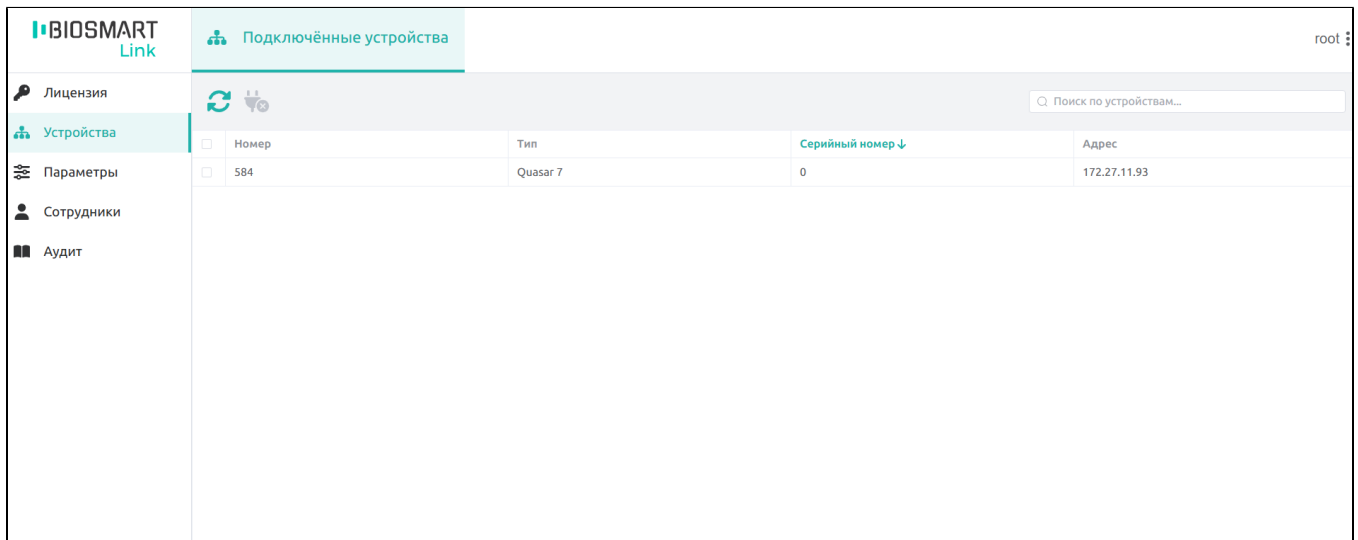 BIOSMART
Link
Подключённые устройства
root
Лицензия
Устройства
Параметры
Сотрудники
Аудит
Поиск по устройствам...
Номер Тип Серийный номер Адрес
584 Quasar 7 0 172.27.11.93